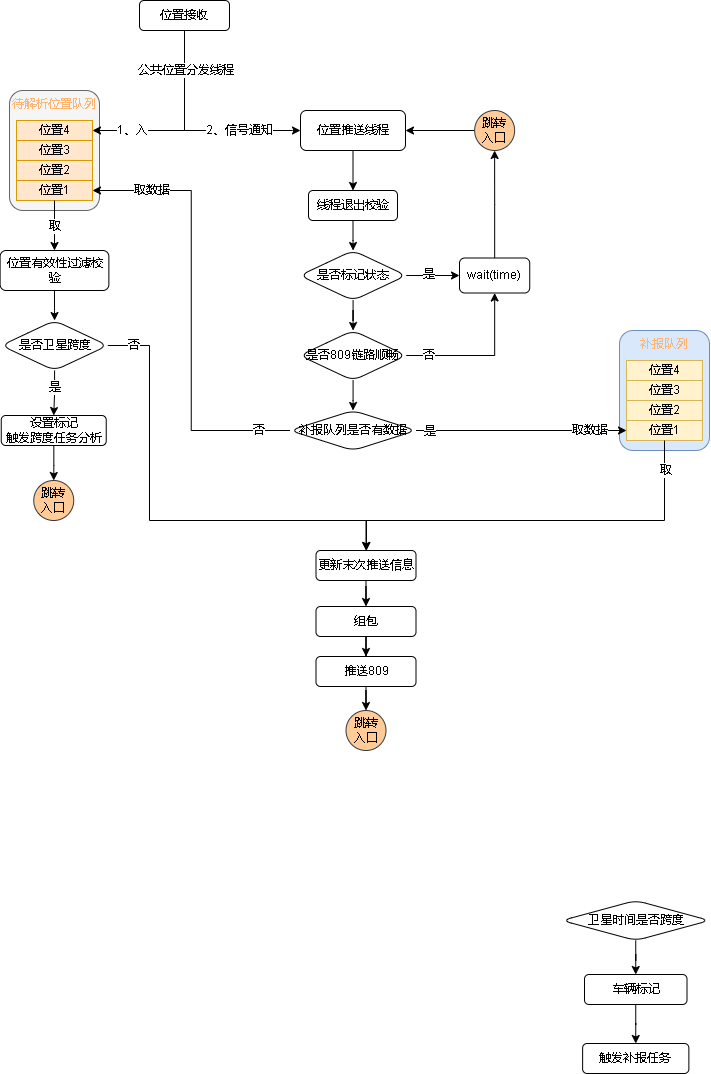 位置接收
公共位置分发线程
待解析位置队列
位置4
位置3
位置2
位置1
1、入
2、信号通知
位置推送线程
跳转
入口
取数据
线程退出校验
取
位置有效性过滤校
验
是否标记状态
是
wait(time)
是否卫星跨度
否
是否809链路顺畅
否
补报队列
位置4
位置3
位置2
位置1
是
设置标记
触发跨度任务分析
否
补报队列是否有数据
是
取数据
取
跳转
入口
更新末次推送信息
组包
推送809
跳转
入口
卫星时间是否跨度
车辆标记
触发补报任务